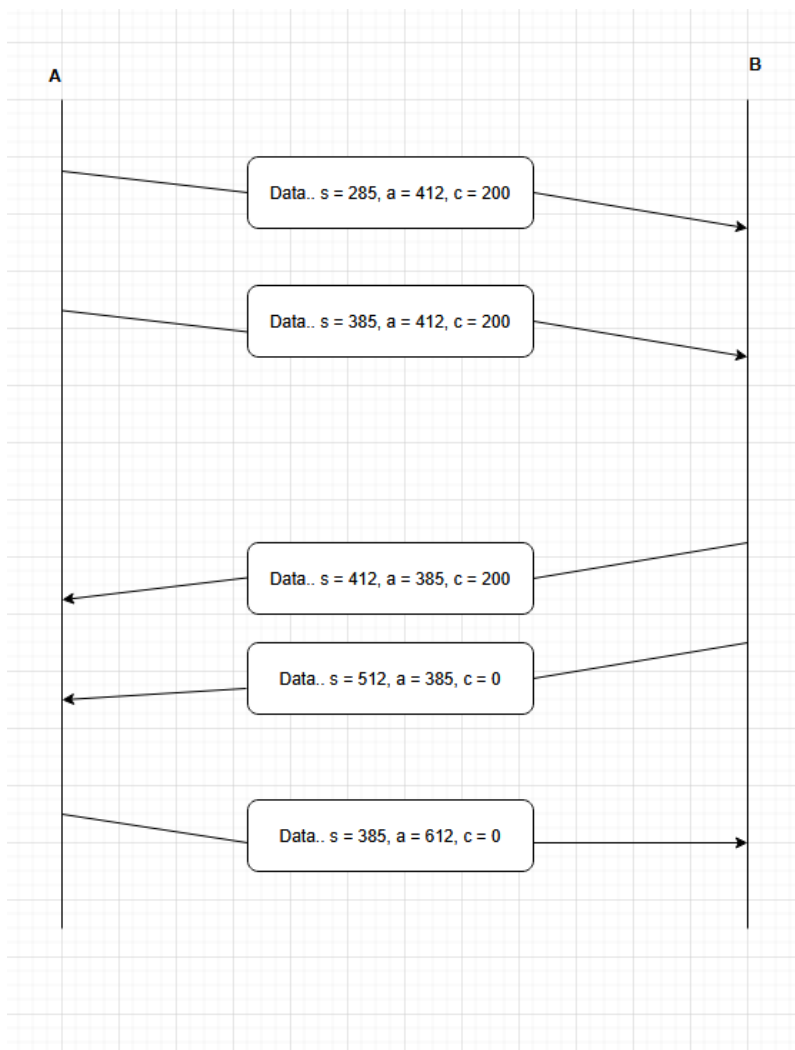 A
B
Data.. s = 285, a = 412, c = 200
Data.. s = 385, a = 412, c = 200
Data.. s = 412, a = 385, c = 200
Data.. s = 512, a = 385, c = 0
Data.. s = 385, a = 612, c = 0